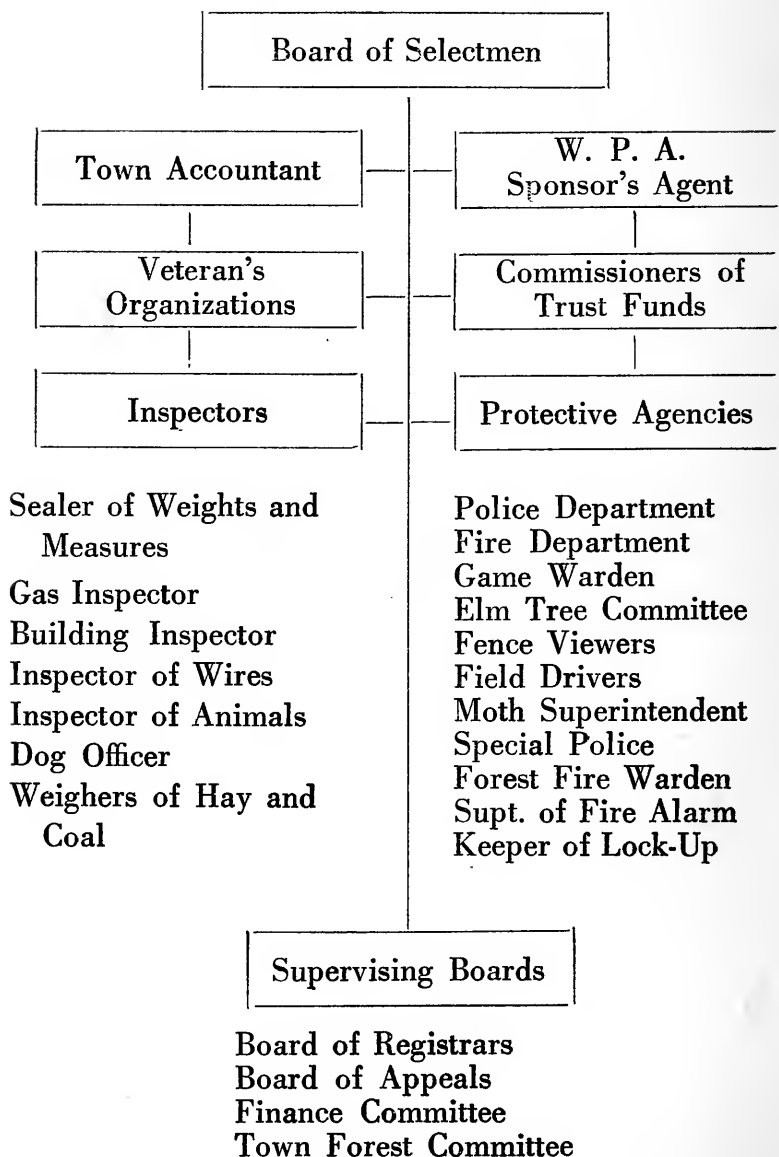 Board of Selectmen
Town Accountant
W. P. A.
Sponsor's Agent
Veteran's
Organizations
Commissioners of
Trust Funds
Inspectors
Protective Agencies
Sealer of Weights and
Measures
Gas Inspector
Building Inspector
Inspector of Wires
Inspector of Animals
Dog Officer
Weighers of Hay and
Coal
Police Department
Fire Department
Game Warden
Elm Tree Committee
Fence Viewers
Field Drivers
Moth Superintendent
Special Police
Forest Fire Warden
Supt. of Fire Alarm
Keeper of Lock-Up
Supervising Boards
Board of Registrars
Board of Appeals
Finance Committee
Town Forest Committee